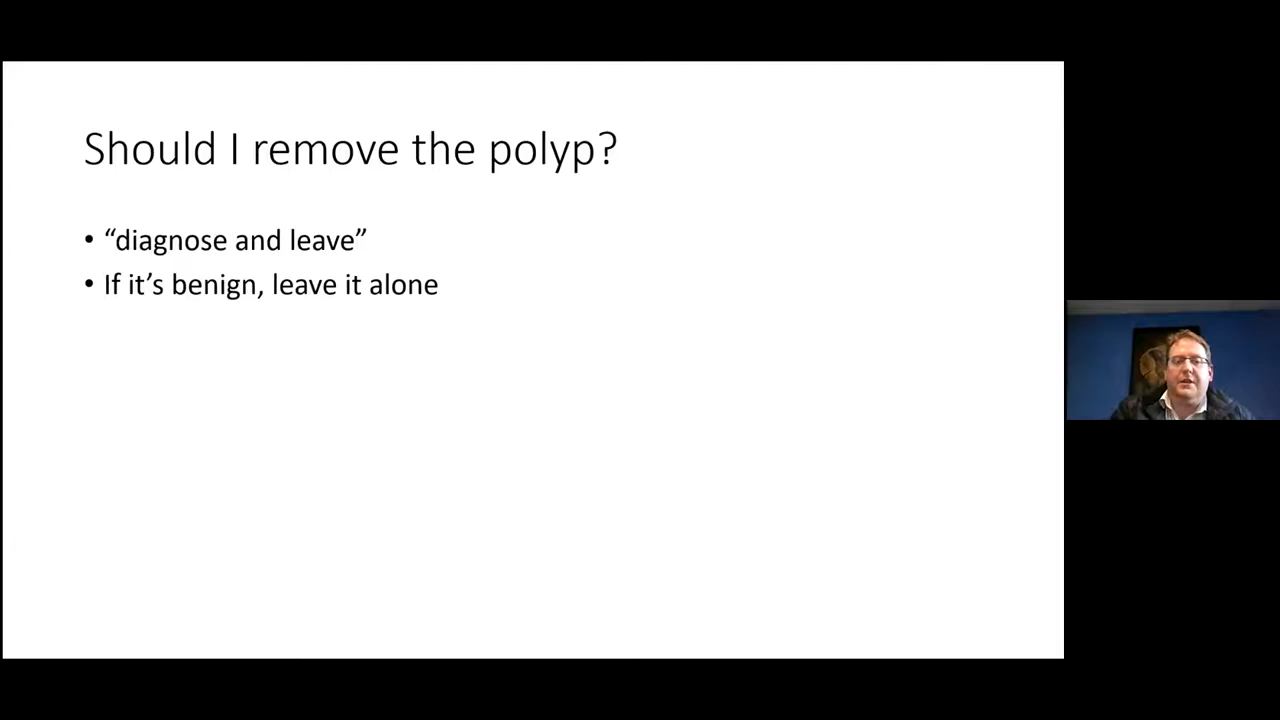 Should I remove the polyp?
• “diagnose and leave”
• If it’s benign, leave it alone